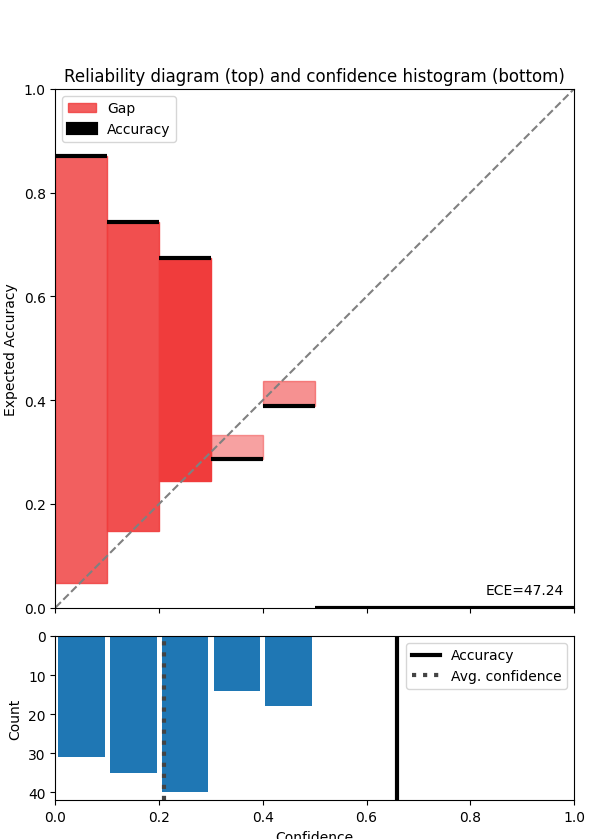 Reliability diagram (top) and confidence histogram (bottom)
1.0
0.8
0.6
0.4
0.2
0.0
Expected Accuracy
Gap
Accuracy
ECE=47.24
0
10
20
30
40
Count
Accuracy
Avg. confidence
0.0 0.2 0.4 0.6 0.8 1.0
Confidence